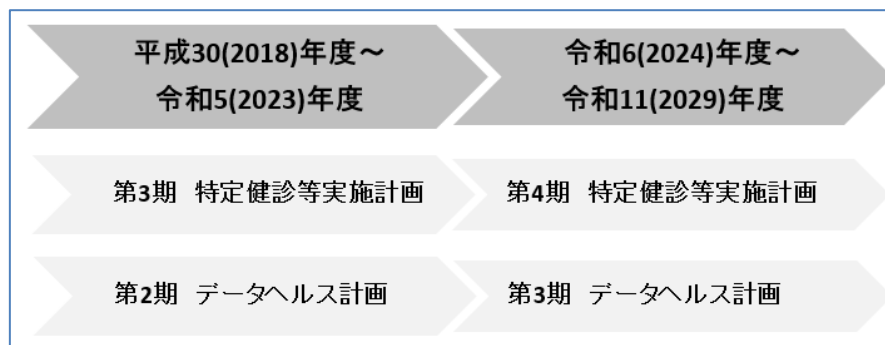 平成30(2018)年度～
令和5(2023)年度
令和6(2024)年度～
令和11(2029)年度
第3期 特定健診等実施計画
第4期 特定健診等実施計画
第2期 データヘルス計画
第3期 データヘルス計画